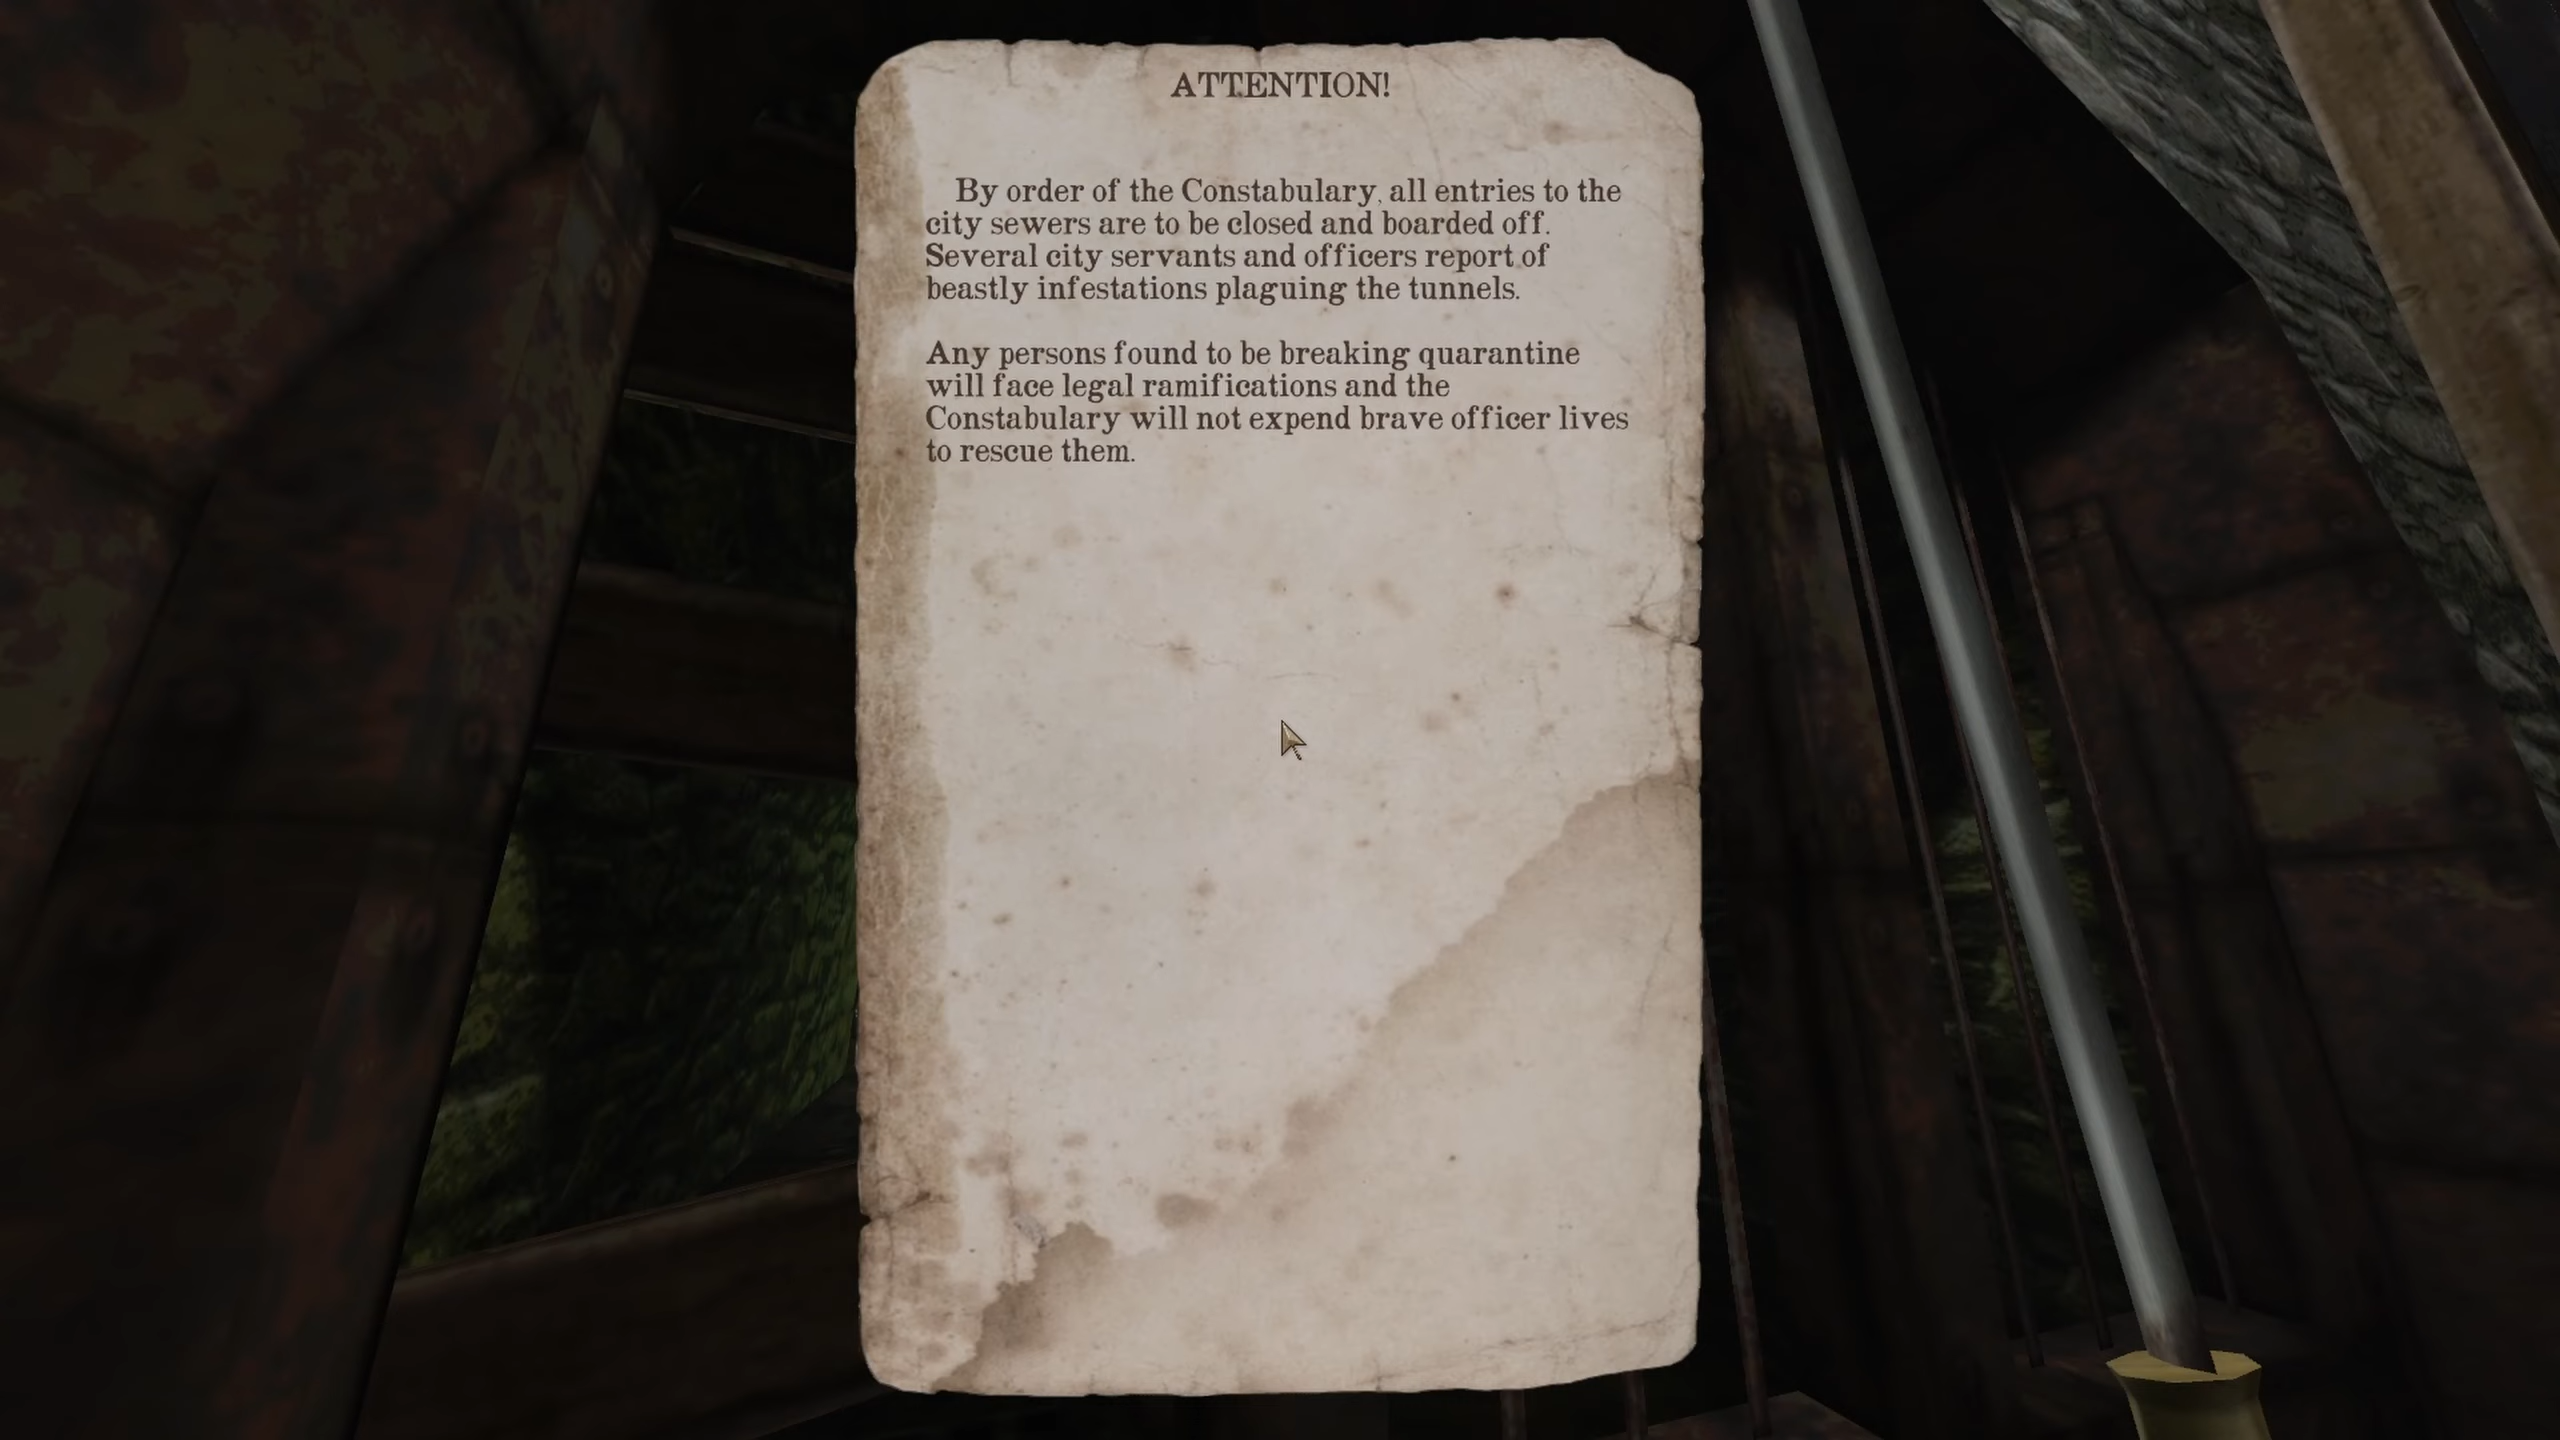 ATTENTION!
By order of the Constabulary, all entries to the
city sewers are to be closed and boarded off.
Several city servants and officers report of
beastly infestations plaguing the tunnels.
Any persons found to be breaking quarantine
will face legal ramifications and the
Constabulary will not expend brave officer lives
to rescue them.